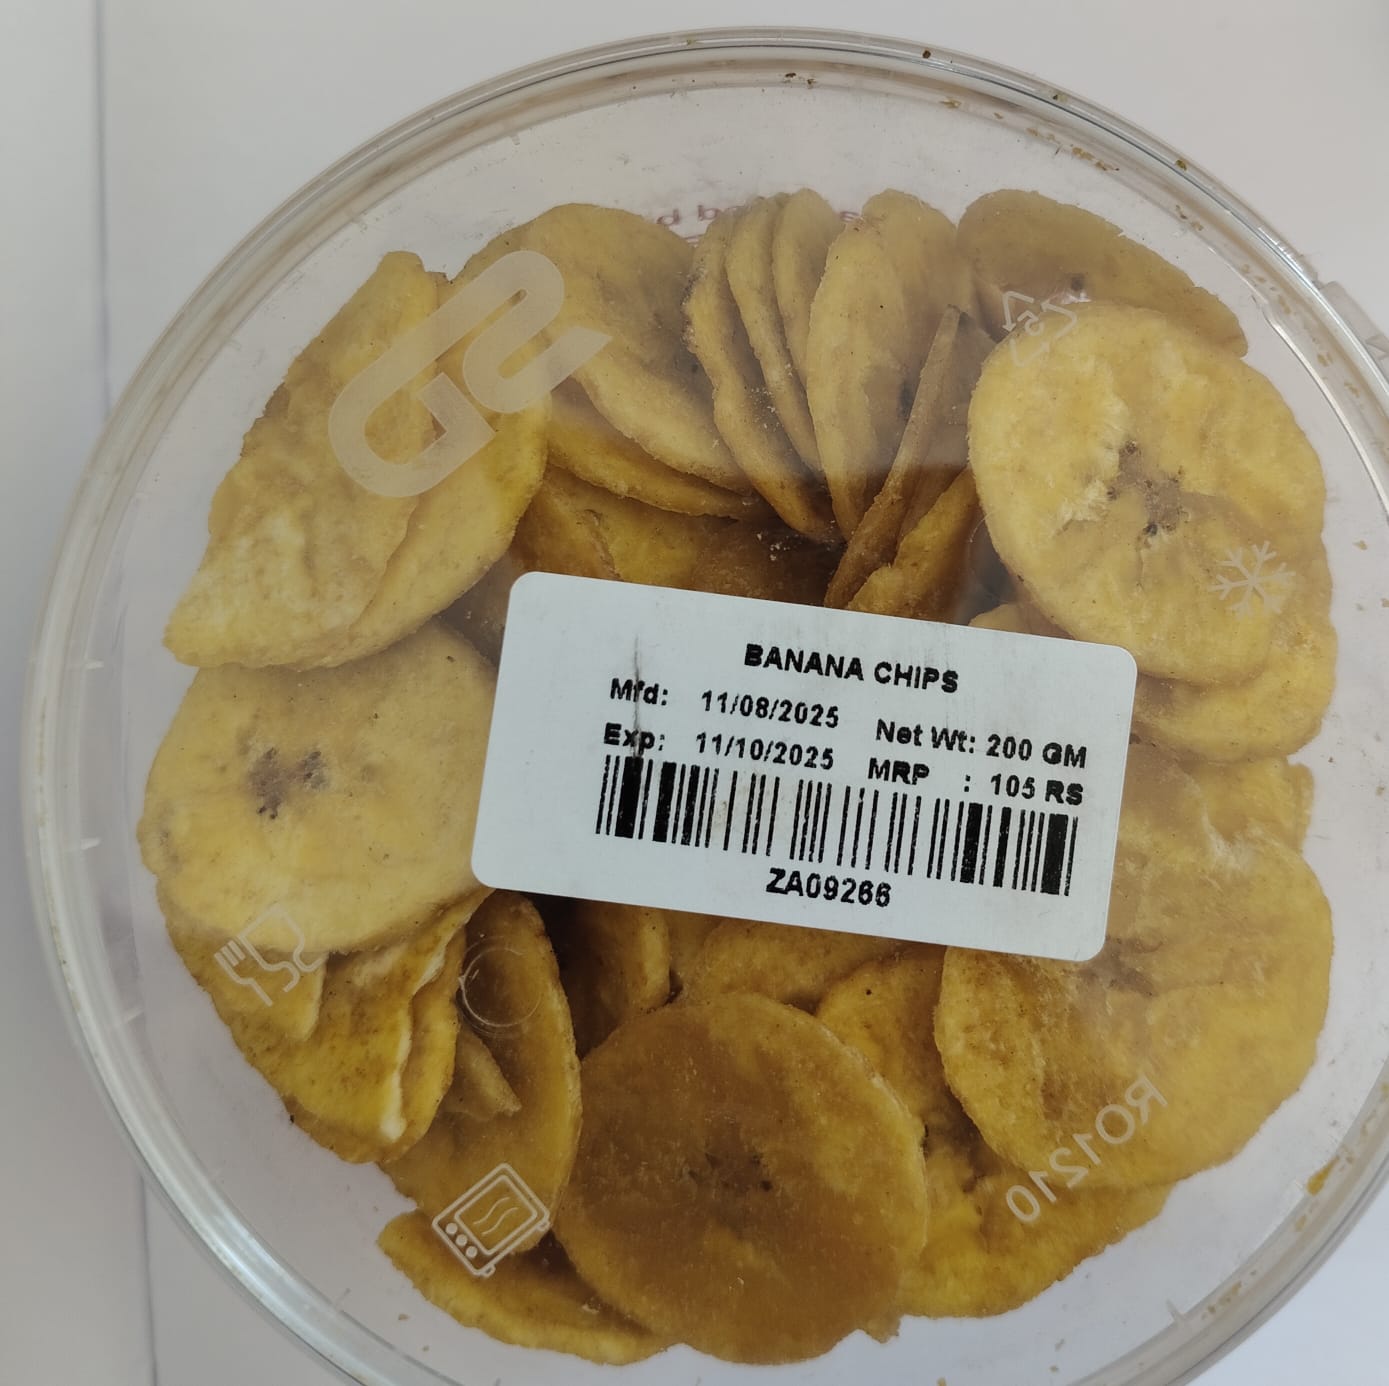 BANANA CHIPS
Mfd: 11/08/2025 Net Wt: 200 GM
Exp: 11/10/2025 MRP : 105 RS
ZA09266
RO1210